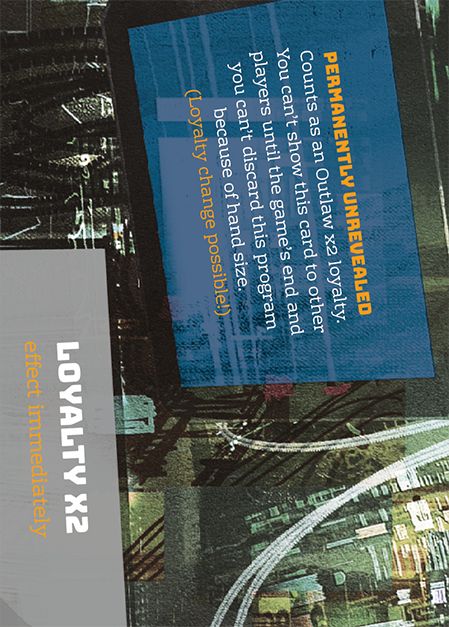 PERMANENTLY UNREVEALED
Counts as an Outlaw x2 loyalty.
You can't show this card to other
players until the game's end and
you can't discard this program
because of hand size.
(Loyalty change possible!)
LOYALTY X2
effect immediately